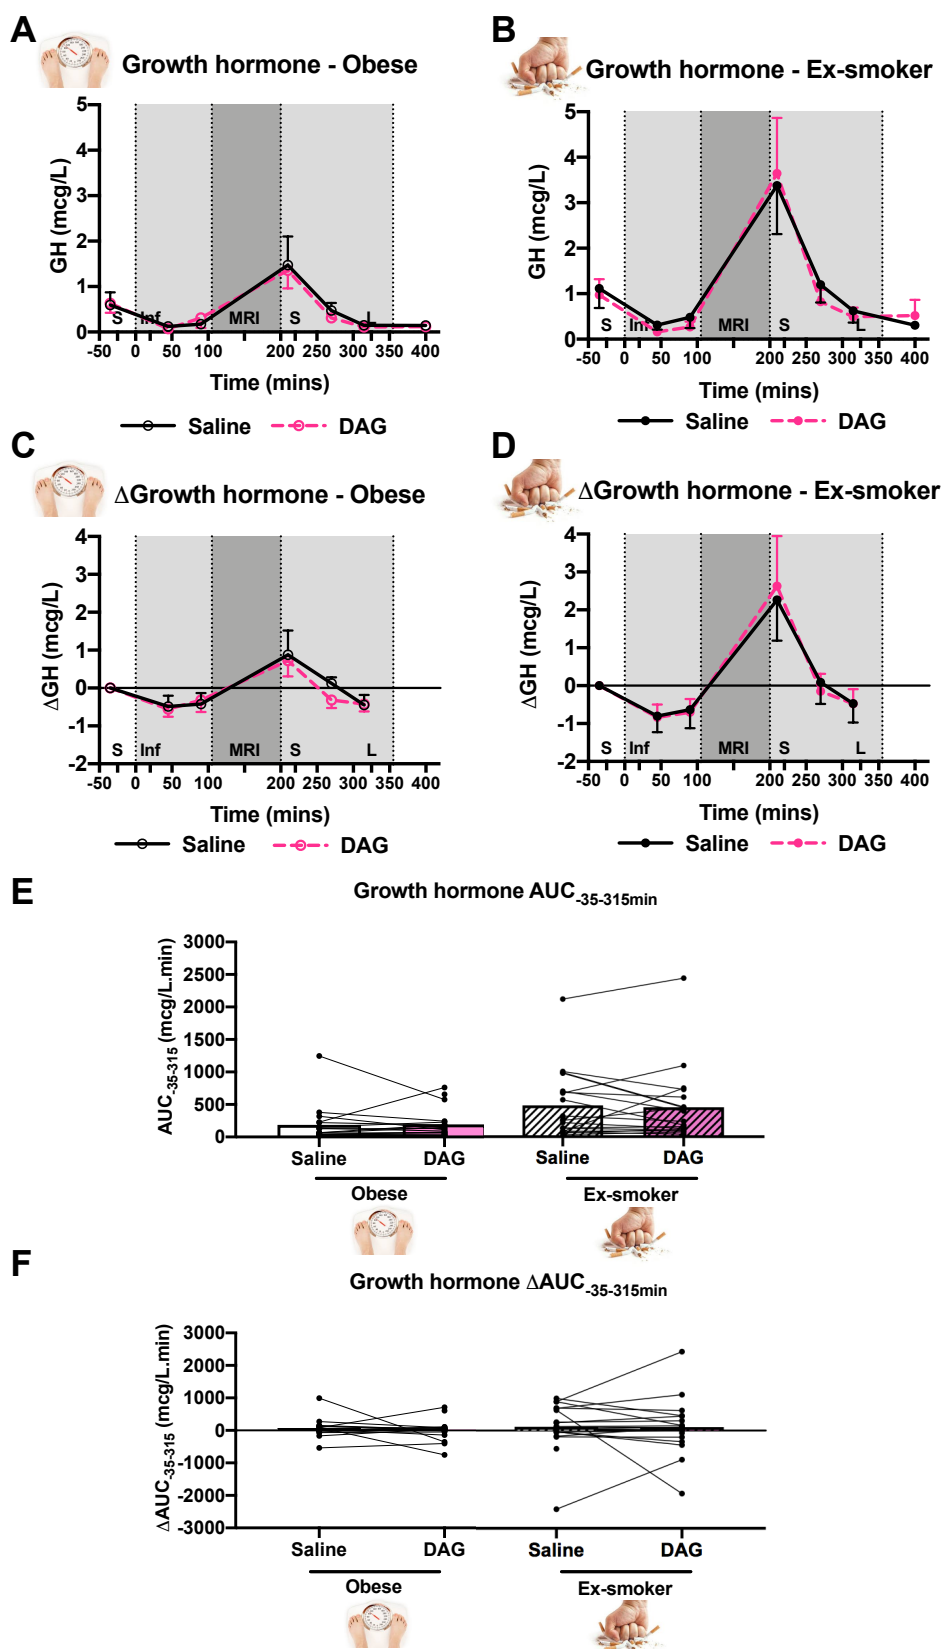 A
Growth hormone - Obese
5
4
3
2
1
0
GH (mcg/L)
S
Inf
MRI
S
L
-50 0 50 100 200 250 300 350 400
Time (mins)
Saline DAG
B
Growth hormone - Ex-smoker
5
4
3
2
1
0
GH (mcg/L)
S
Inf
MRI
S
L
-50 0 50 100 200 250 300 350 400
Time (mins)
Saline DAG
C
ΔGrowth hormone - Obese
4
3
2
1
0
-1
-2
ΔGH (mcg/L)
S
Inf
MRI
S
L
-50 0 50 100 200 250 300 350 400
Time (mins)
Saline DAG
D
ΔGrowth hormone - Ex-smoker
4
3
2
1
0
-1
-2
ΔGH (mcg/L)
S
Inf
MRI
S
L
-50 0 50 100 200 250 300 350 400
Time (mins)
Saline DAG
E
Growth hormone AUC-35-315min
3000
2500
2000
1500
1000
500
0
AUC-35-315 (mcg/L.min)
Saline DAG Saline DAG
Obese Ex-smoker
F
Growth hormone ΔAUC-35-315min
3000
2000
1000
0
-1000
-2000
-3000
ΔAUC-35-315 (mcg/L.min)
Saline DAG Saline DAG
Obese Ex-smoker